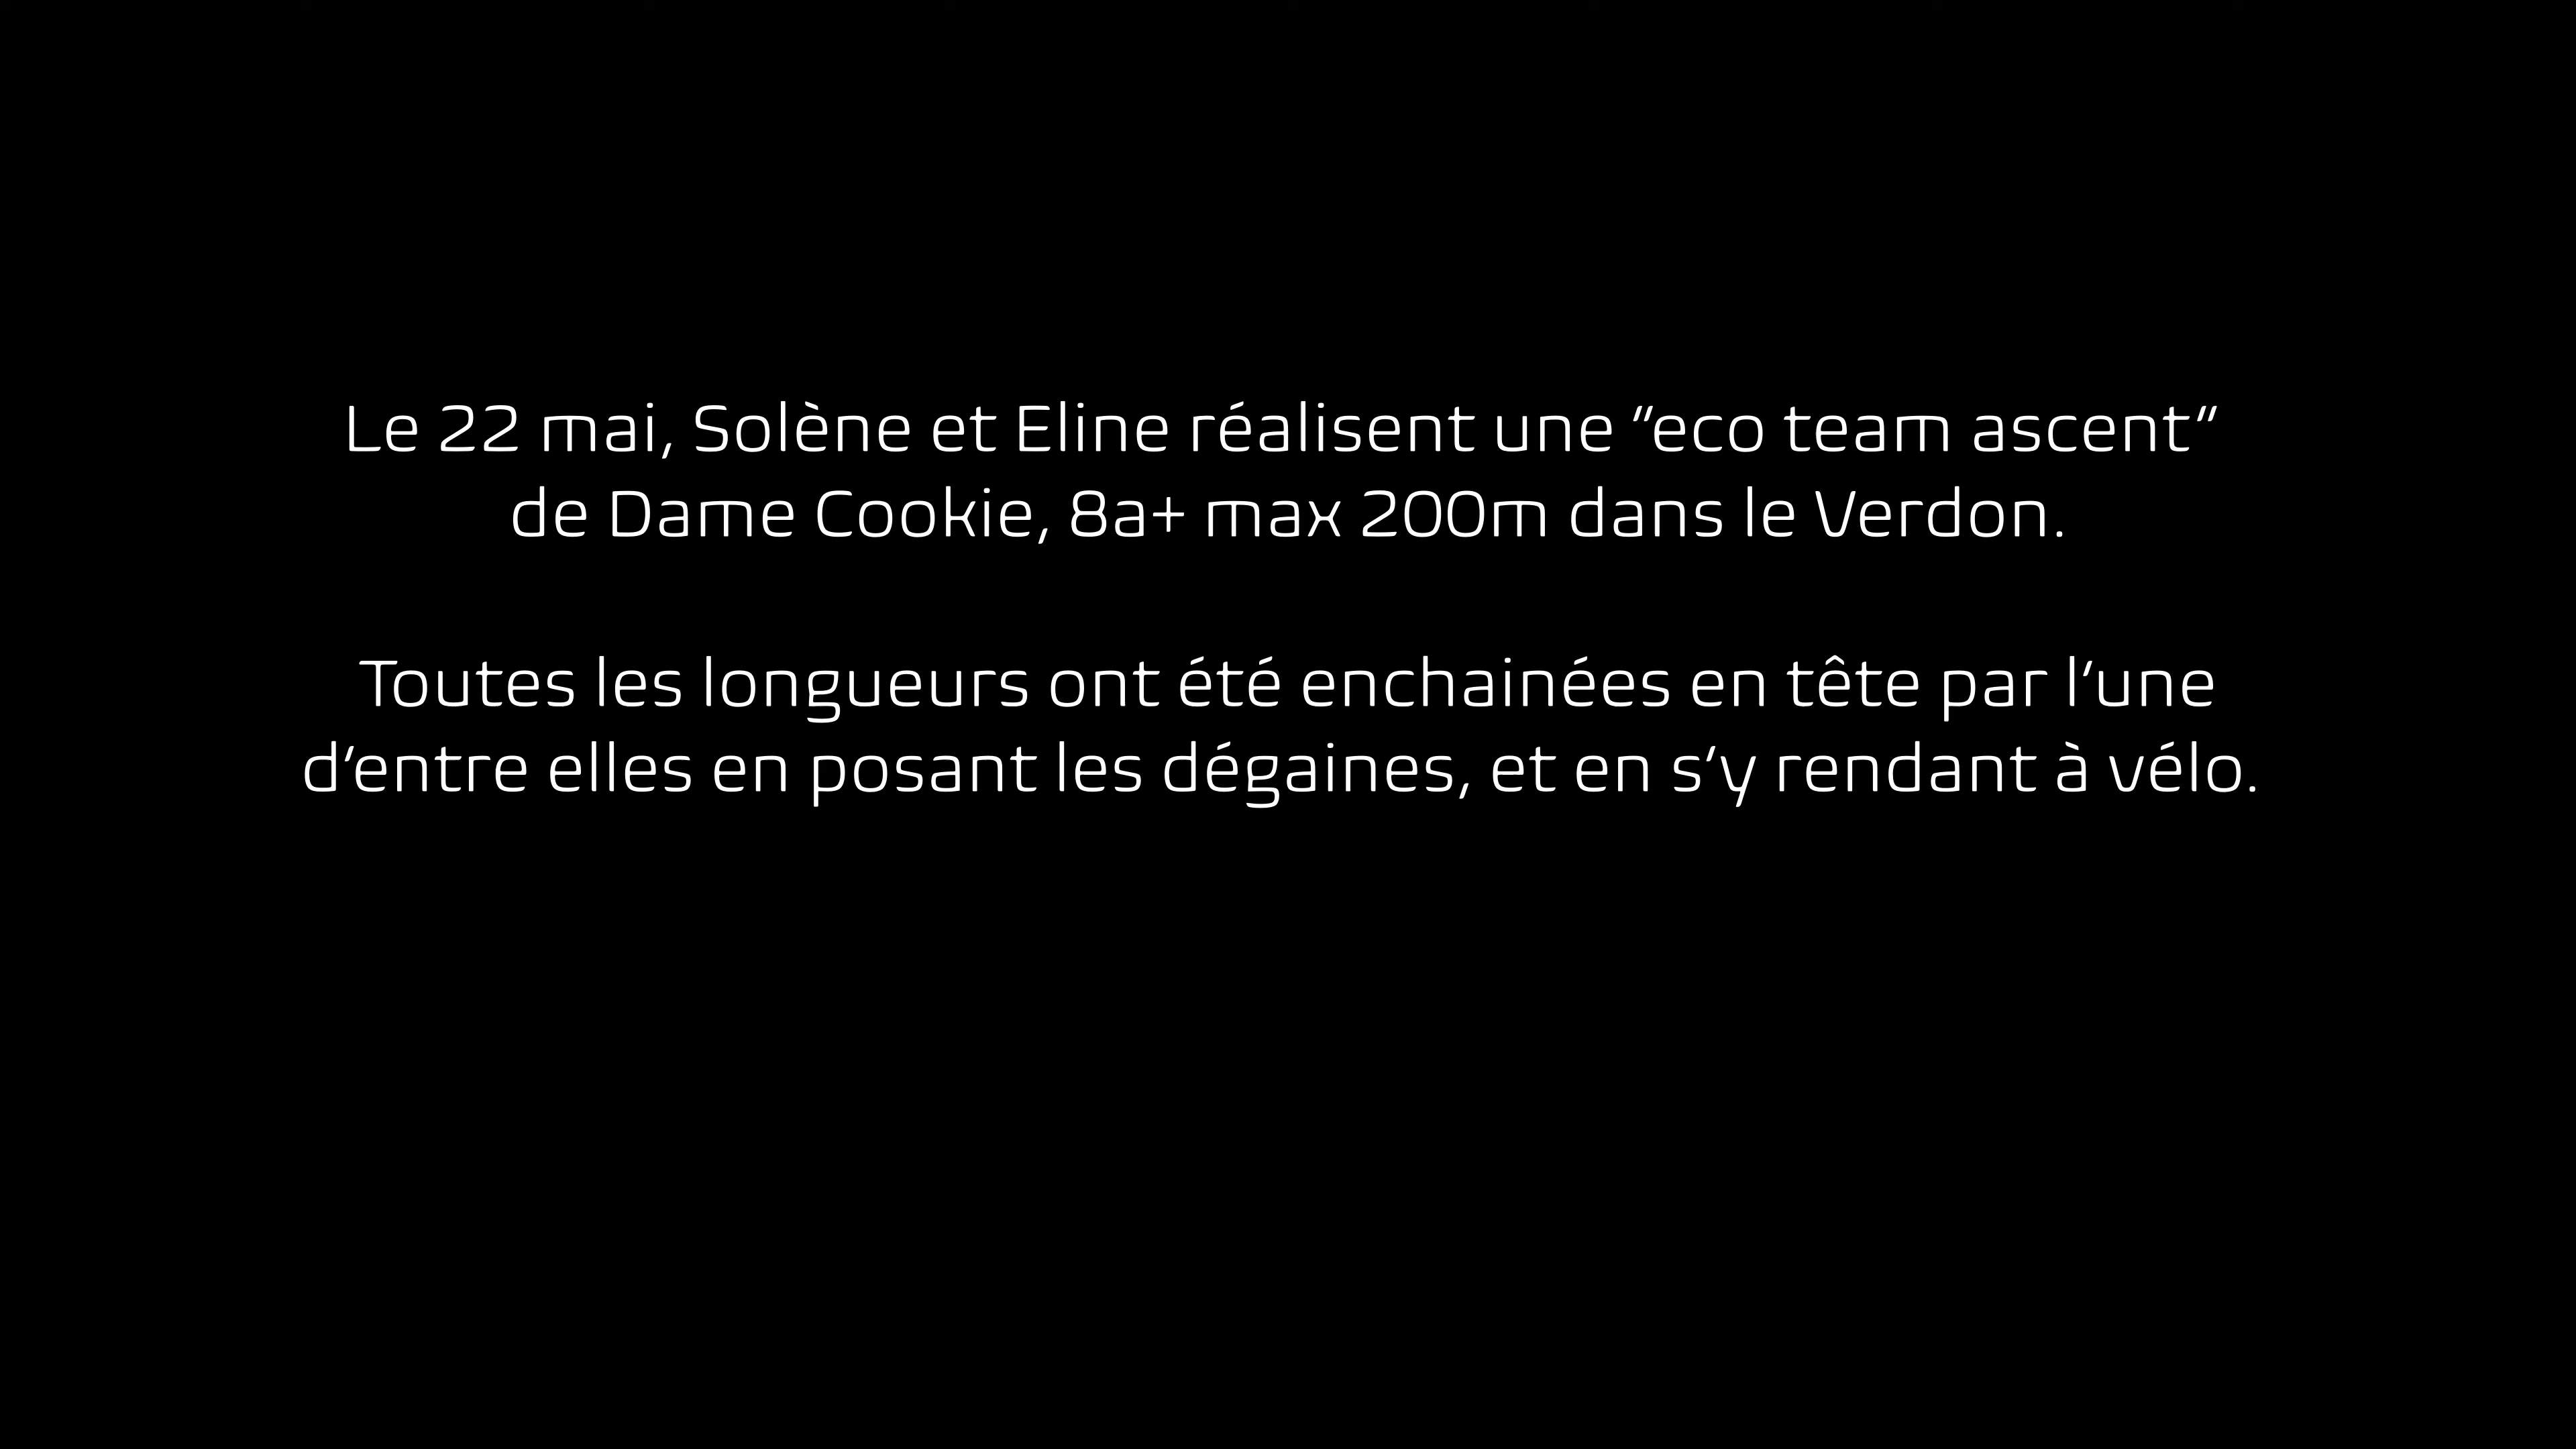 Le 22 mai, Solène et Eline réalisent une "eco team ascent"
de Dame Cookie, 8a+ max 200m dans le Verdon.
Toutes les longueurs ont été enchainées en tête par l'une
d'entre elles en posant les dégaines, et en s'y rendant à vélo.